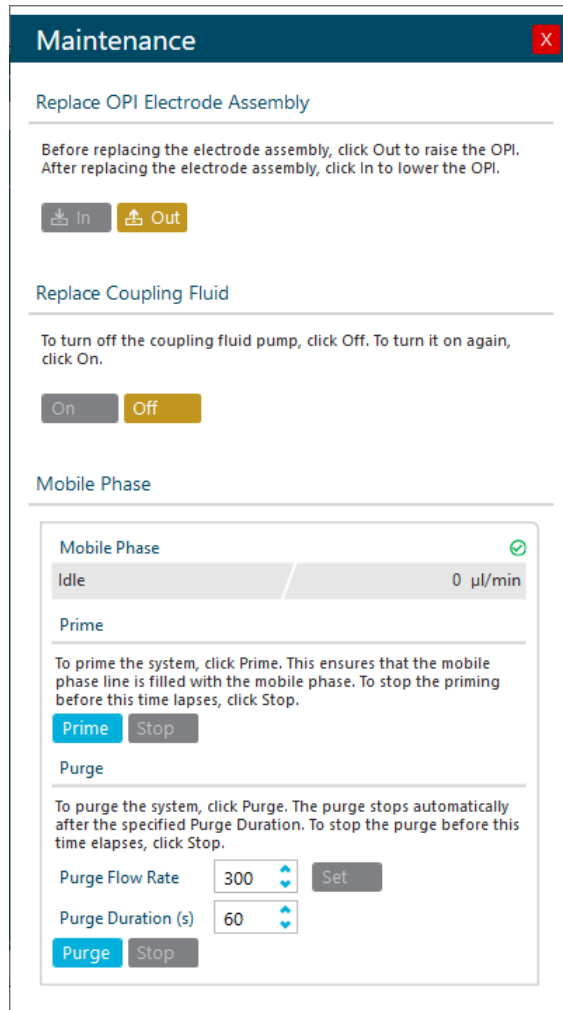 Maintenance
X
Replace OPI Electrode Assembly
Before replacing the electrode assembly, click Out to raise the OPI.
After replacing the electrode assembly, click In to lower the OPI.
In Out
Replace Coupling Fluid
To turn off the coupling fluid pump, click Off. To turn it on again,
click On.
On Off
Mobile Phase
Mobile Phase
Idle 0 µl/min
Prime
To prime the system, click Prime. This ensures that the mobile
phase line is filled with the mobile phase. To stop the priming
before this time lapses, click Stop.
Prime Stop
Purge
To purge the system, click Purge. The purge stops automatically
after the specified Purge Duration. To stop the purge before this
time elapses, click Stop.
Purge Flow Rate 300 Set
Purge Duration (s) 60
Purge Stop